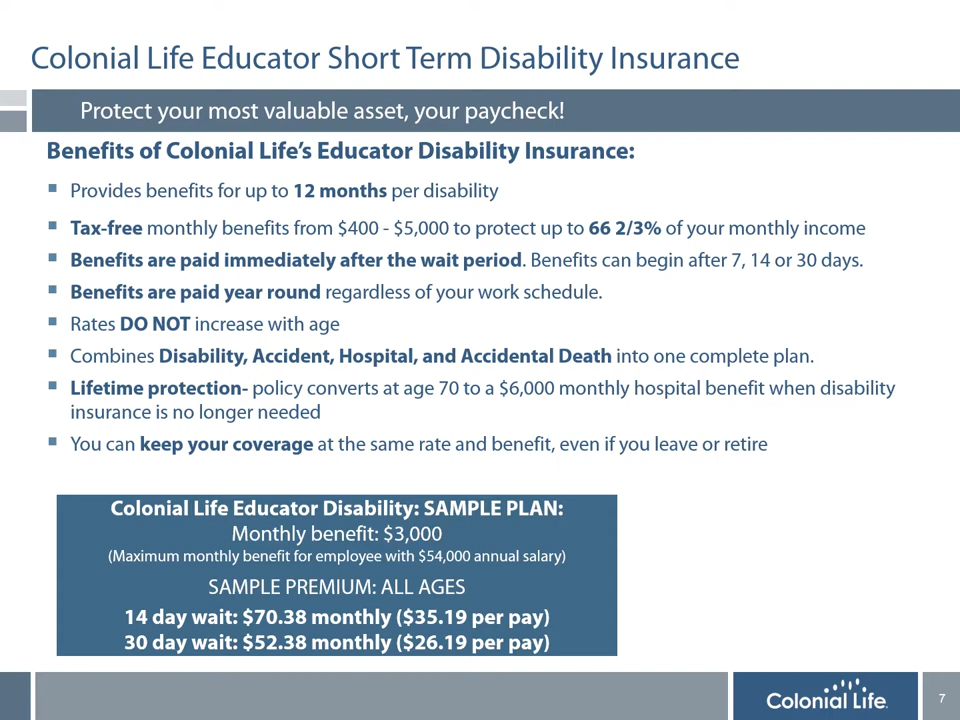 Colonial Life Educator Short Term Disability Insurance
Protect your most valuable asset, your paycheck!
Benefits of Colonial Life’s Educator Disability Insurance:
▪ Provides benefits for up to 12 months per disability
▪ Tax-free monthly benefits from $400 - $5,000 to protect up to 66 2/3% of your monthly income
▪ Benefits are paid immediately after the wait period. Benefits can begin after 7, 14 or 30 days.
▪ Benefits are paid year round regardless of your work schedule.
▪ Rates DO NOT increase with age
▪ Combines Disability, Accident, Hospital, and Accidental Death into one complete plan.
▪ Lifetime protection- policy converts at age 70 to a $6,000 monthly hospital benefit when disability
insurance is no longer needed
▪ You can keep your coverage at the same rate and benefit, even if you leave or retire
Colonial Life Educator Disability: SAMPLE PLAN:
Monthly benefit: $3,000
(Maximum monthly benefit for employee with $54,000 annual salary)
SAMPLE PREMIUM: ALL AGES
14 day wait: $70.38 monthly ($35.19 per pay)
30 day wait: $52.38 monthly ($26.19 per pay)
Colonial Life.
7